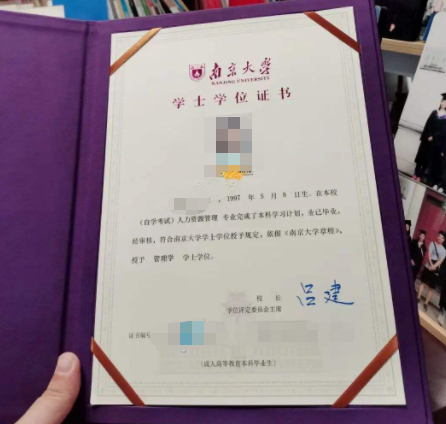 南京大学
NANJING UNIVERSITY
学士学位证书
，1997 年 5 月 8 日生。在本校
（自学考试）人力资源管理 专业完成了本科学习计划，业已毕业，
经审核，符合南京大学学士学位授予规定，依据《南京大学章程》，
授予 管理学 学士学位。
校 长
学位评定委员会主席
吕建
证书编号
（成人高等教育本科毕业生）